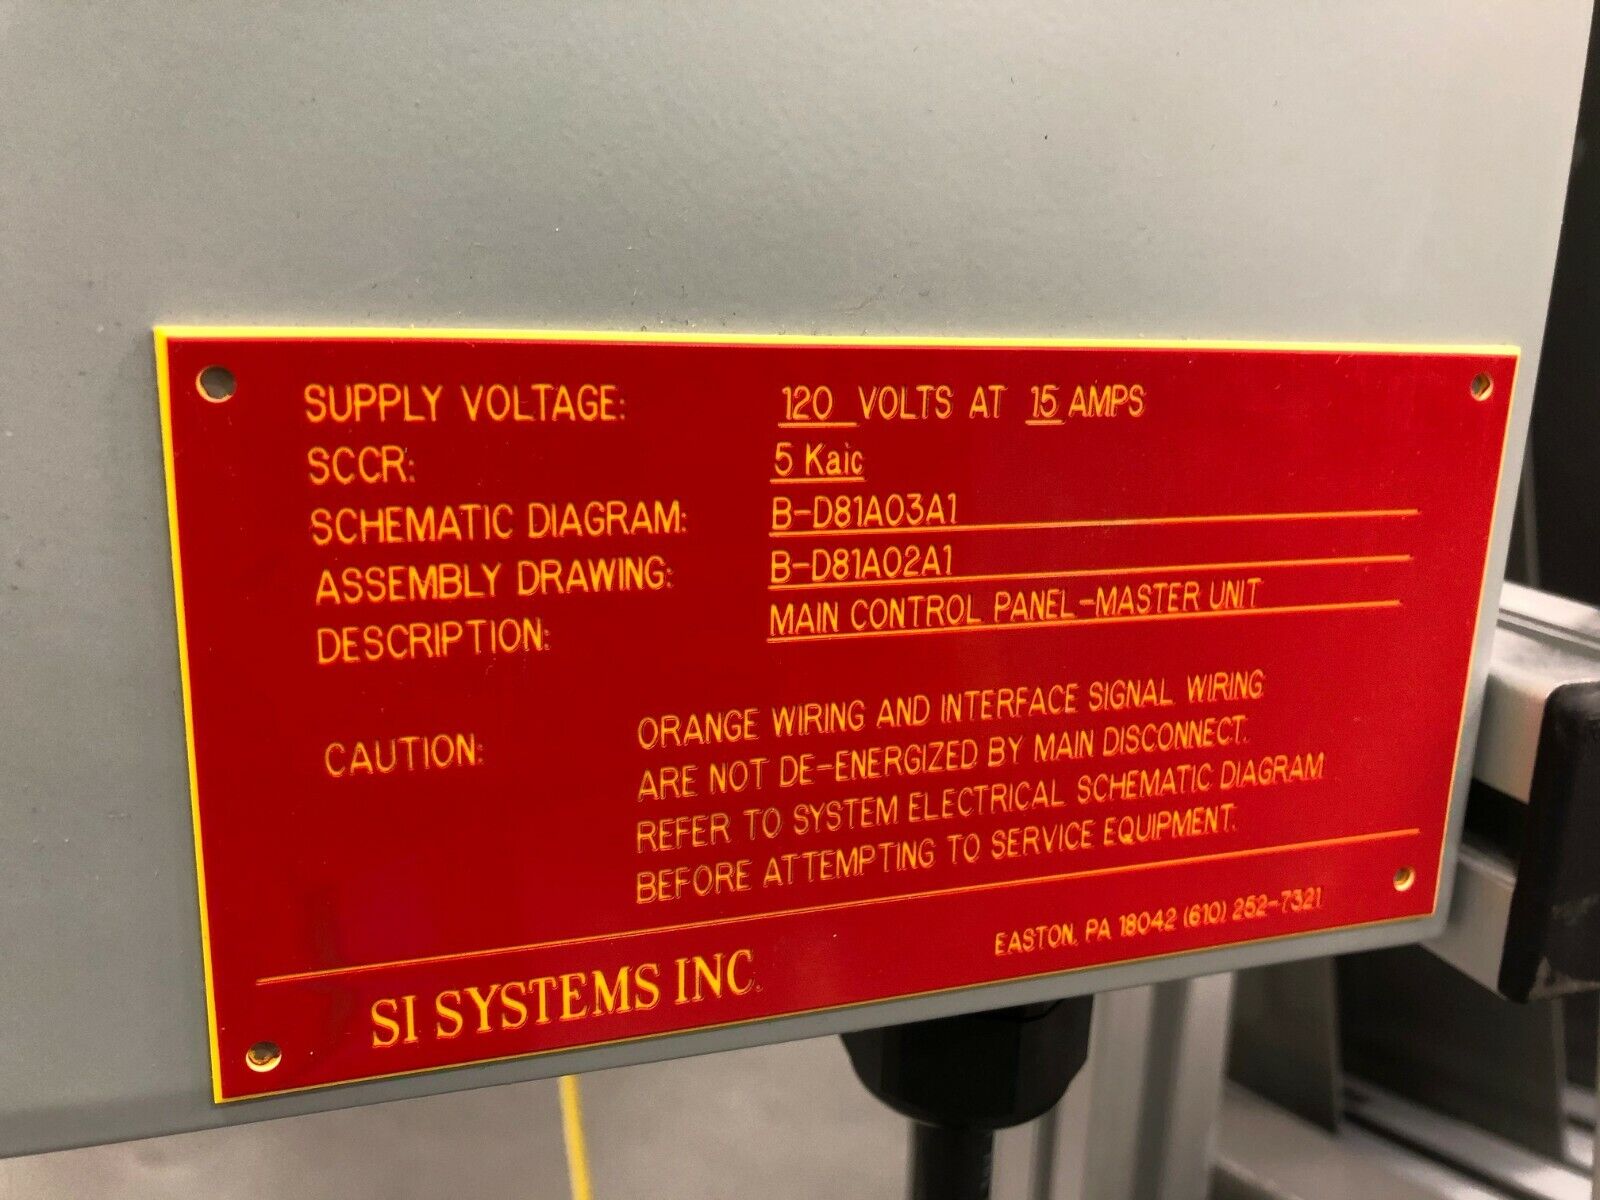 SUPPLY VOLTAGE: 120 VOLTS AT 15 AMPS
SCCR: 5 Kaic
SCHEMATIC DIAGRAM: B-D81A03A1
ASSEMBLY DRAWING: B-D81A02A1
DESCRIPTION: MAIN CONTROL PANEL-MASTER UNIT
CAUTION: ORANGE WIRING AND INTERFACE SIGNAL WIRING
ARE NOT DE-ENERGIZED BY MAIN DISCONNECT.
REFER TO SYSTEM ELECTRICAL SCHEMATIC DIAGRAM
BEFORE ATTEMPTING TO SERVICE EQUIPMENT.
SI SYSTEMS INC. EASTON, PA 18042 (610) 252-7321